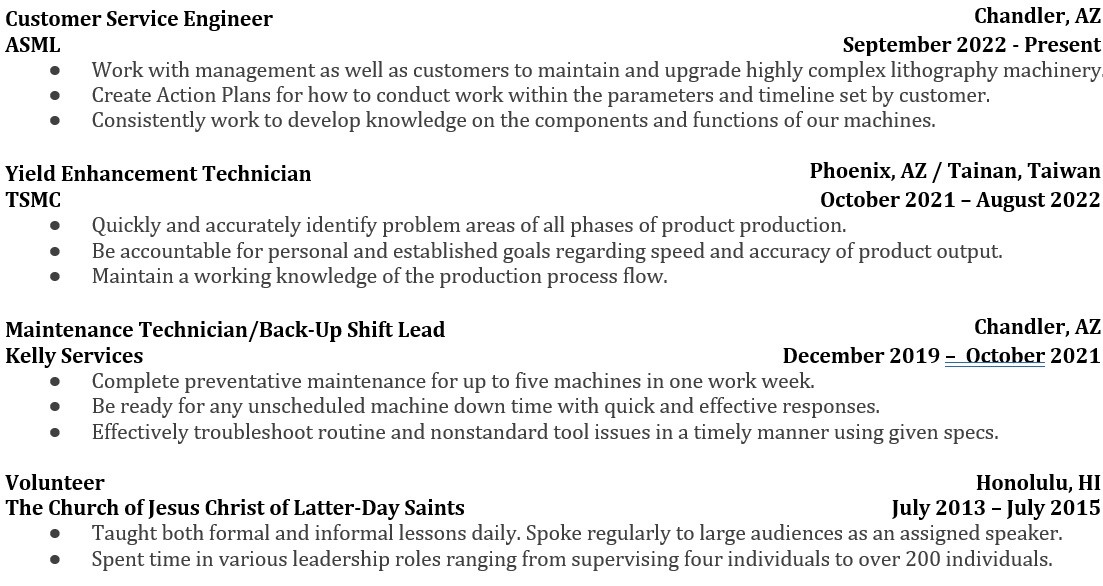 Customer Service Engineer Chandler, AZ
ASML September 2022 - Present
● Work with management as well as customers to maintain and upgrade highly complex lithography machinery.
● Create Action Plans for how to conduct work within the parameters and timeline set by customer.
● Consistently work to develop knowledge on the components and functions of our machines.
Yield Enhancement Technician Phoenix, AZ / Tainan, Taiwan
TSMC October 2021 – August 2022
● Quickly and accurately identify problem areas of all phases of product production.
● Be accountable for personal and established goals regarding speed and accuracy of product output.
● Maintain a working knowledge of the production process flow.
Maintenance Technician/Back-Up Shift Lead Chandler, AZ
Kelly Services December 2019 – October 2021
● Complete preventative maintenance for up to five machines in one work week.
● Be ready for any unscheduled machine down time with quick and effective responses.
● Effectively troubleshoot routine and nonstandard tool issues in a timely manner using given specs.
Volunteer Honolulu, HI
The Church of Jesus Christ of Latter-Day Saints July 2013 – July 2015
● Taught both formal and informal lessons daily. Spoke regularly to large audiences as an assigned speaker.
● Spent time in various leadership roles ranging from supervising four individuals to over 200 individuals.